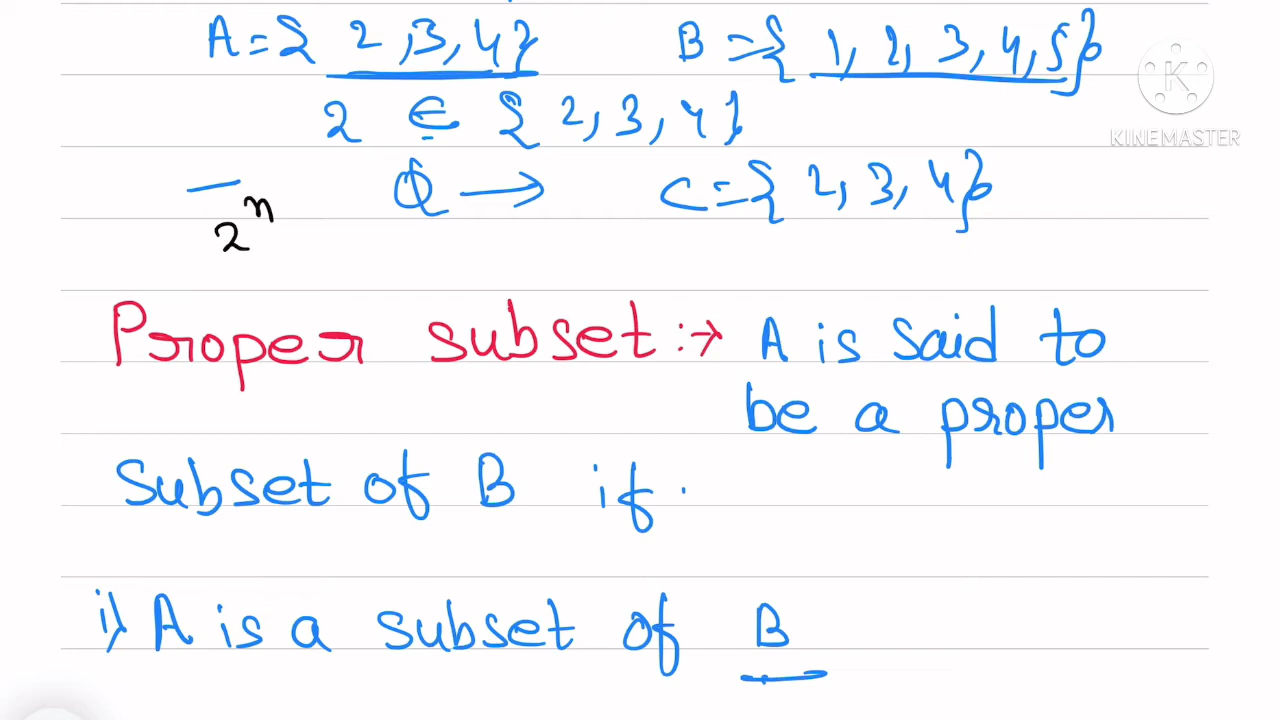 A = { 2 ,3, 4} B = { 1, 2, 3, 4, 5}
2 ∈ { 2, 3, 4 }
Q → C = { 2, 3, 4}
2^n
Proper subset :→ A is said to
be a proper
Subset of B if
i) A is a subset of B
K
KINEMASTER